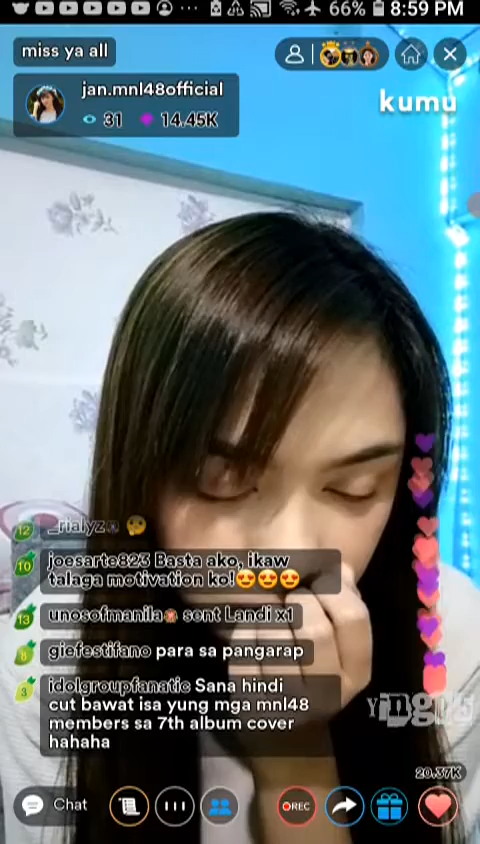 66% 8:59 PM
miss ya all
jan.mnl48official
31 14.45K
kumu
12 _rialyz
10 joesarte823 Basta ako, ikaw
talaga motivation ko!😍😍😍
13 unosofmanila sent Landi x1
8 giefestifano para sa pangarap
3 idolgroupfanatic Sana hindi
cut bawat isa yung mga mnl48
members sa 7th album cover
hahaha
20.37K
Chat
REC